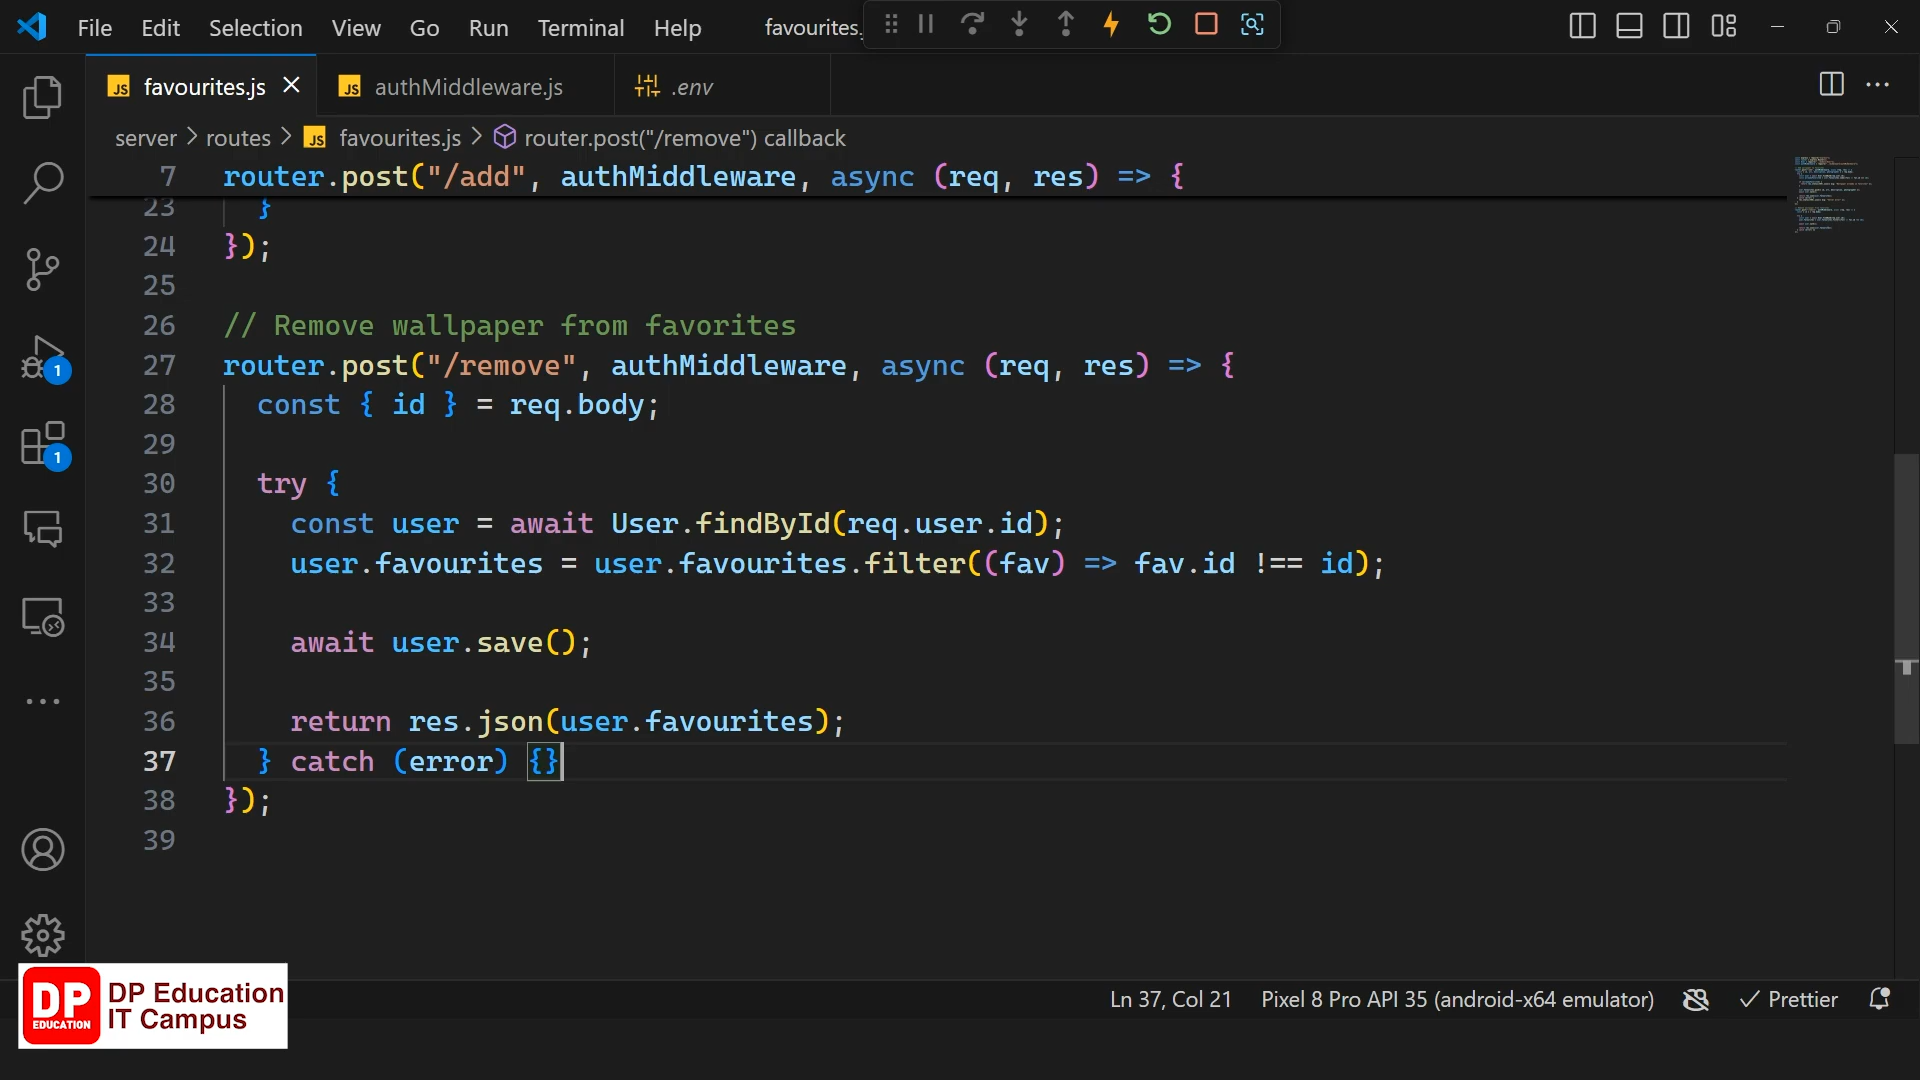 File Edit Selection View Go Run Terminal Help favourites.
JS favourites.js JS authMiddleware.js .env
server > routes > JS favourites.js > router.post("/remove") callback
7 router.post("/add", authMiddleware, async (req, res) => {
23 }
24 });
25
26 // Remove wallpaper from favorites
27 router.post("/remove", authMiddleware, async (req, res) => {
28 const { id } = req.body;
29
30 try {
31 const user = await User.findById(req.user.id);
32 user.favourites = user.favourites.filter((fav) => fav.id !== id);
33
34 await user.save();
35
36 return res.json(user.favourites);
37 } catch (error) {}
38 });
39
1
1
DP EDUCATION
DP Education
IT Campus
Ln 37, Col 21 Pixel 8 Pro API 35 (android-x64 emulator) Prettier